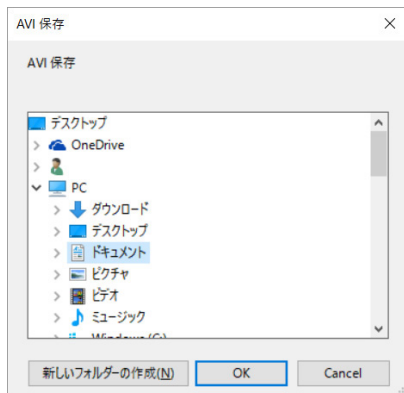 AVI 保存
AVI 保存
デスクトップ
OneDrive
PC
ダウンロード
デスクトップ
ドキュメント
ピクチャ
ビデオ
ミュージック
Windows (C:)
新しいフォルダーの作成(N) OK Cancel